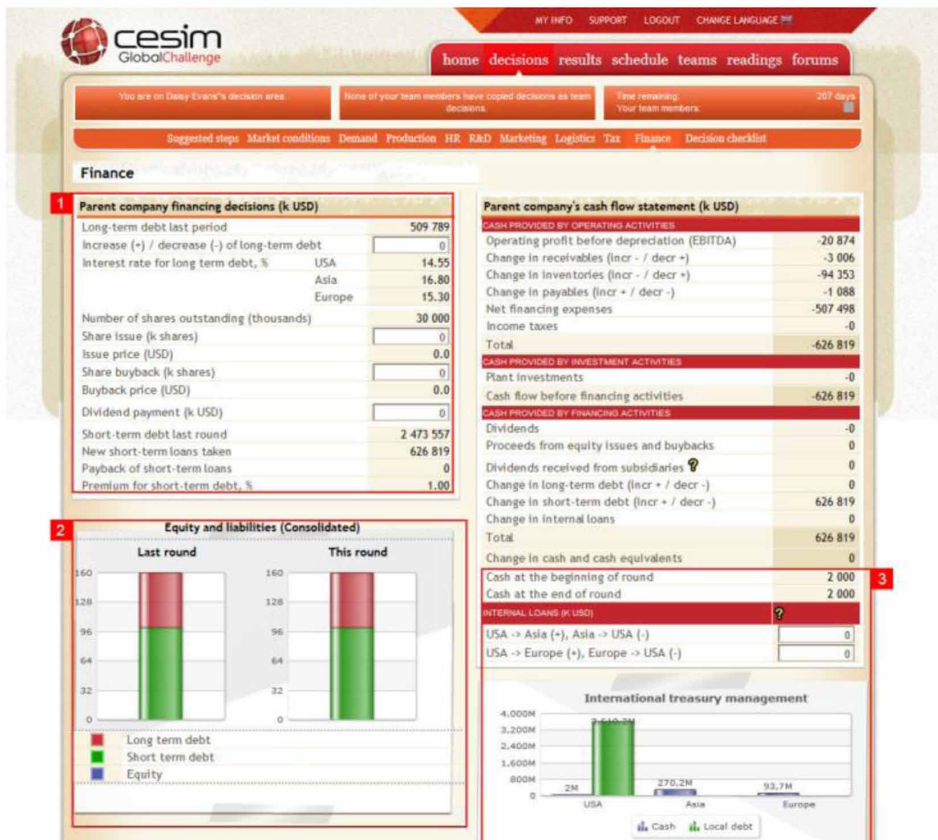 MY INFO SUPPORT LOGOUT CHANGE LANGUAGE
cesim
GlobalChallenge
home decisions results schedule teams readings forums
You are on Daisy Evans"s decision area.
None of your team members have copied decisions as team decisions.
Time remaining: 207 days
Your team members:
Suggested steps Market conditions Demand Production HR R&D Marketing Logistics Tax Finance Decision checklist
Finance
1
Parent company financing decisions (k USD)
Long-term debt last period 509 789
Increase (+) / decrease (-) of long-term debt 0
Interest rate for long term debt, % USA 14.55
Asia 16.80
Europe 15.30
Number of shares outstanding (thousands) 30 000
Share issue (k shares) 0
Issue price (USD) 0.0
Share buyback (k shares) 0
Buyback price (USD) 0.0
Dividend payment (k USD) 0
Short-term debt last round 2 473 557
New short-term loans taken 626 819
Payback of short-term loans 0
Premium for short-term debt, % 1.00
2
Equity and liabilities (Consolidated)
Last round This round
160 160
128 128
96 96
64 64
32 32
0 0
Long term debt
Short term debt
Equity
Parent company's cash flow statement (k USD)
CASH PROVIDED BY OPERATING ACTIVITIES
Operating profit before depreciation (EBITDA) -20 874
Change in receivables (incr - / decr +) -3 006
Change in inventories (incr - / decr +) -94 353
Change in payables (incr + / decr -) -1 088
Net financing expenses -507 498
Income taxes -0
Total -626 819
CASH PROVIDED BY INVESTMENT ACTIVITIES
Plant investments -0
Cash flow before financing activities -626 819
CASH PROVIDED BY FINANCING ACTIVITIES
Dividends -0
Proceeds from equity issues and buybacks 0
Dividends received from subsidiaries ? 0
Change in long-term debt (incr + / decr -) 0
Change in short-term debt (incr + / decr -) 626 819
Change in internal loans 0
Total 626 819
Change in cash and cash equivalents 0
3
Cash at the beginning of round 2 000
Cash at the end of round 2 000
INTERNAL LOANS (K USD) ?
USA -> Asia (+), Asia -> USA (-) 0
USA -> Europe (+), Europe -> USA (-) 0
International treasury management
4,000M
3,200M
2,400M
1,600M
800M
0
2M 270,2M 93,7M
USA Asia Europe
Cash Local debt